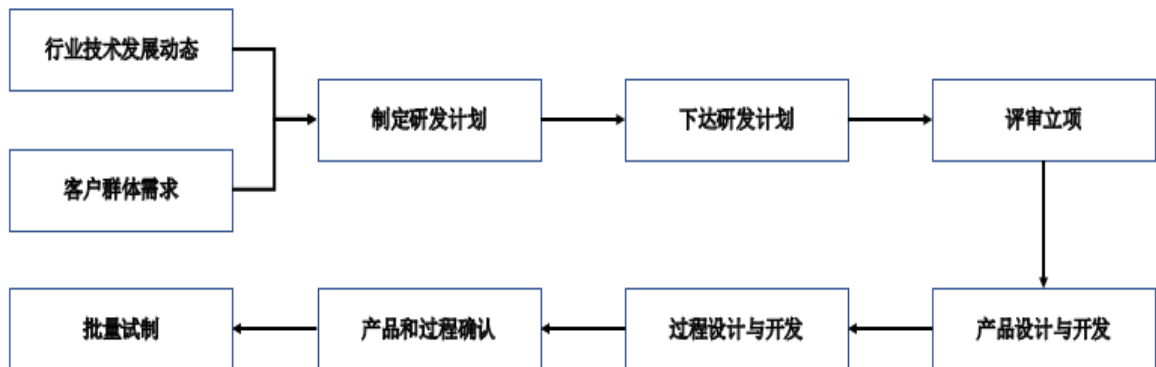 行业技术发展动态
客户群体需求
制定研发计划
下达研发计划
评审立项
产品设计与开发
过程设计与开发
产品和过程确认
批量试制